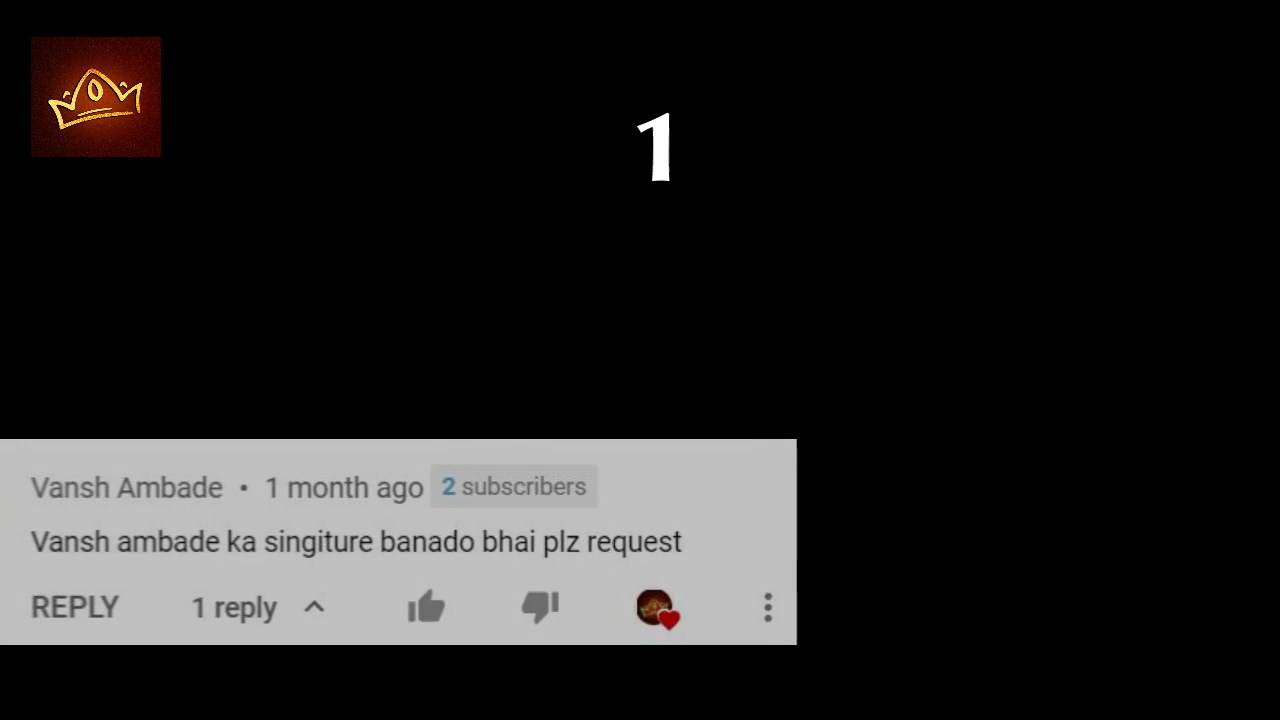 1
Vansh Ambade • 1 month ago 2 subscribers
Vansh ambade ka singiture banado bhai plz request
REPLY 1 reply